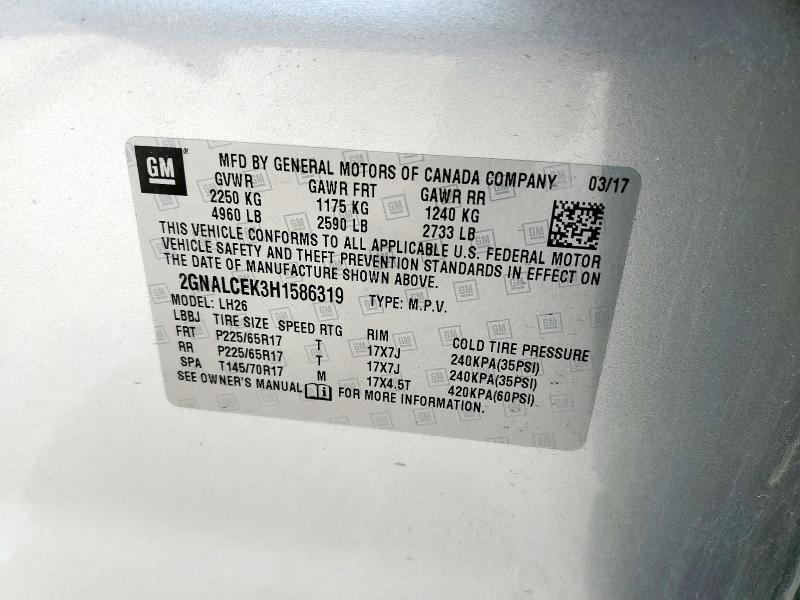 GM ® MFD BY GENERAL MOTORS OF CANADA COMPANY 03/17
GVWR GAWR FRT GAWR RR
2250 KG 1175 KG 1240 KG
4960 LB 2590 LB 2733 LB
THIS VEHICLE CONFORMS TO ALL APPLICABLE U.S. FEDERAL MOTOR
VEHICLE SAFETY AND THEFT PREVENTION STANDARDS IN EFFECT ON
THE DATE OF MANUFACTURE SHOWN ABOVE.
2GNALCEK3H1586319 TYPE: M.P.V.
MODEL: LH26
LBBJ TIRE SIZE SPEED RTG RIM COLD TIRE PRESSURE
FRT P225/65R17 T 17X7J 240KPA(35PSI)
RR P225/65R17 T 17X7J 240KPA(35PSI)
SPA T145/70R17 M 17X4.5T 420KPA(60PSI)
SEE OWNER'S MANUAL FOR MORE INFORMATION.